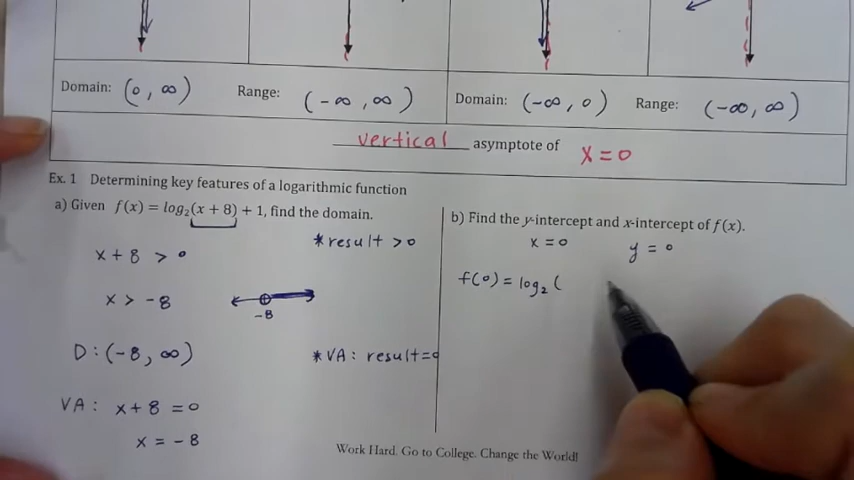 Domain: (0, ∞) Range: (-∞, ∞) Domain: (-∞, 0) Range: (-∞, ∞)
vertical asymptote of x = 0
Ex. 1 Determining key features of a logarithmic function
a) Given f(x) = log₂(x + 8) + 1, find the domain.
*result > 0
x + 8 > 0
x > -8
-8
D: (-8, ∞)
*VA: result = 0
VA: x + 8 = 0
x = -8
b) Find the y-intercept and x-intercept of f(x).
x = 0 y = 0
f(0) = log₂ (
Work Hard. Go to College. Change the World!